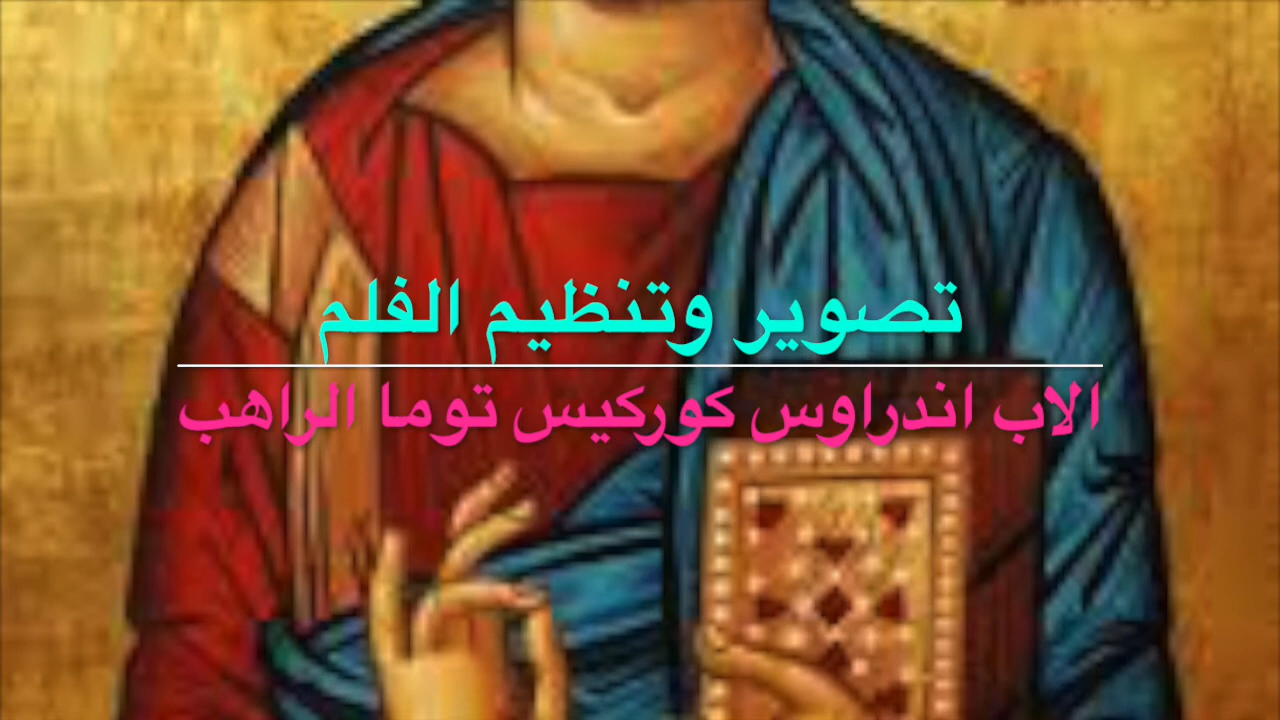 تصوير وتنظيم الفلم
الاب اندراوس كوركيس توما الراهب